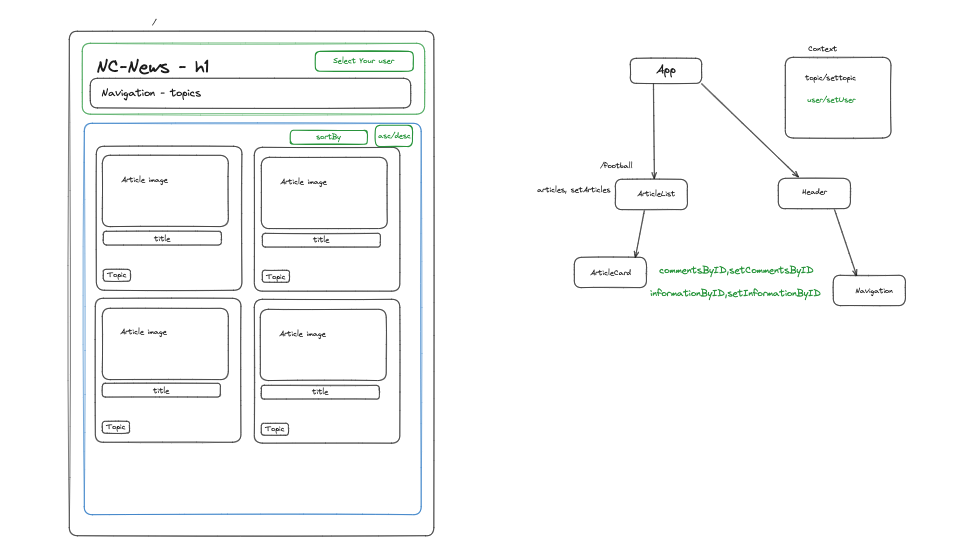 /
NC-News - h1
Select Your user
Navigation - topics
sortBy
asc/desc
Article image
title
Topic
Article image
title
Topic
Article image
title
Topic
Article image
title
Topic
App
Context
topic/settopic
user/setUser
/football
articles, setArticles
ArticleList
Header
ArticleCard
commentsByID,setCommentsByID
informationByID,setInformationByID
Navigation